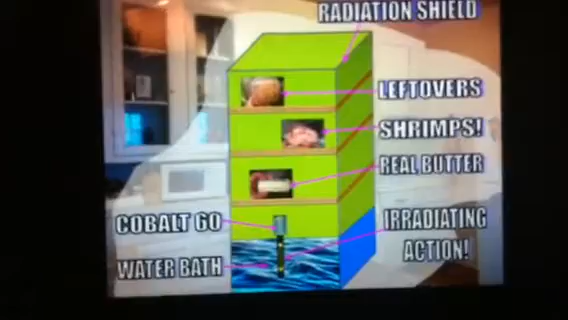 RADIATION SHIELD
LEFTOVERS
SHRIMPS!
REAL BUTTER
COBALT 60
IRRADIATING
ACTION!
WATER BATH